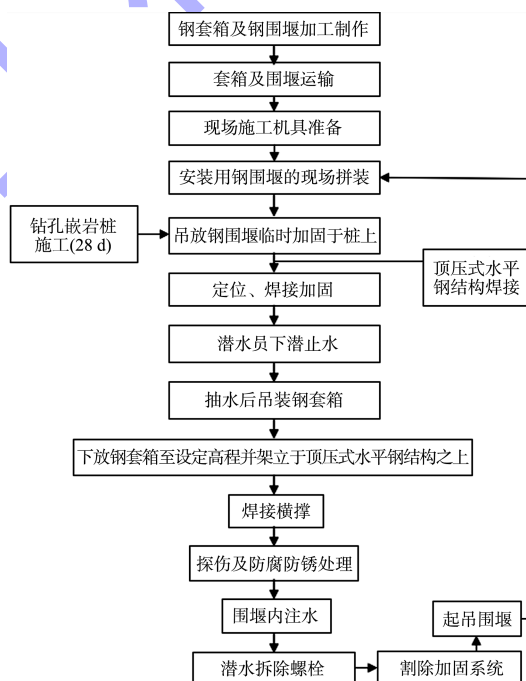 钢套箱及钢围堰加工制作
套箱及围堰运输
现场施工机具准备
安装用钢围堰的现场拼装
钻孔嵌岩桩
施工(28 d)
吊放钢围堰临时加固于桩上
顶压式水平
钢结构焊接
定位、焊接加固
潜水员下潜止水
抽水后吊装钢套箱
下放钢套箱至设定高程并架立于顶压式水平钢结构之上
焊接横撑
探伤及防腐防锈处理
围堰内注水
起吊围堰
潜水拆除螺栓
割除加固系统